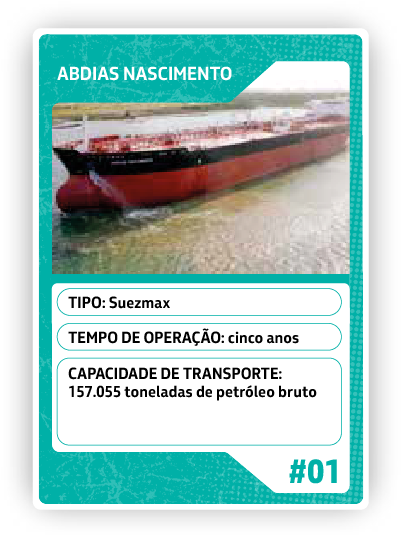 ABDIAS NASCIMENTO
TIPO: Suezmax
TEMPO DE OPERAÇÃO: cinco anos
CAPACIDADE DE TRANSPORTE:
157.055 toneladas de petróleo bruto
#01